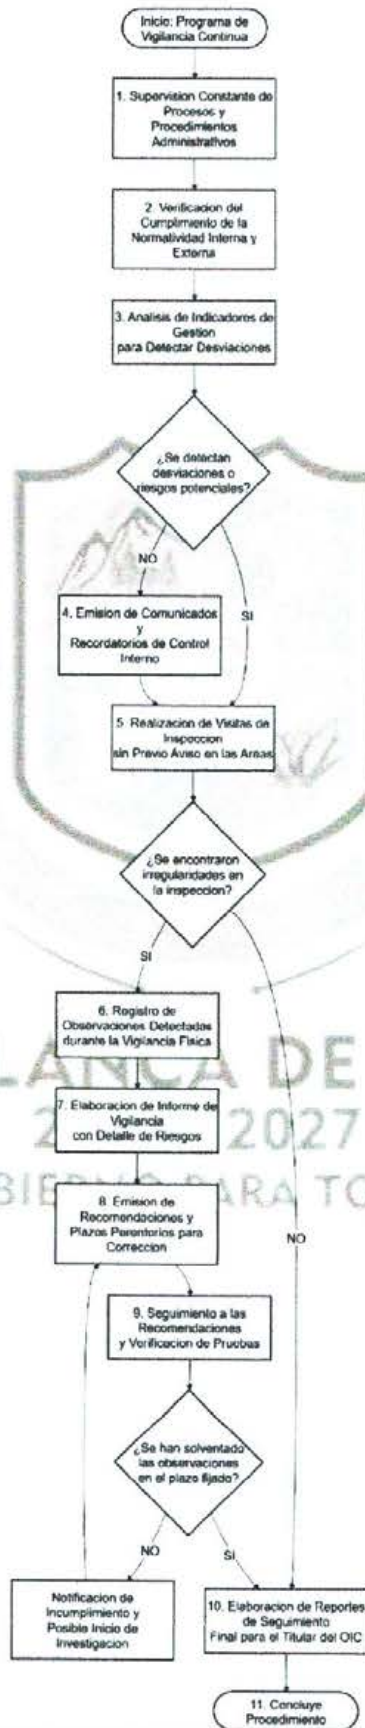 Inicio: Programa de
Vigilancia Continua
1. Supervision Constante de
Procesos y
Procedimientos
Administrativos
2. Verificacion del
Cumplimiento de la
Normatividad Interna y
Externa
3. Analisis de Indicadores de
Gestion
para Detectar Desviaciones
¿Se detectan
desviaciones o
riesgos potenciales?
NO
SI
4. Emision de Comunicados
y
Recordatorios de Control
Interno
5. Realizacion de Visitas de
Inspeccion
sin Previo Aviso en las Areas
¿Se encontraron
irregularidades en
la inspeccion?
SI
6. Registro de
Observaciones Detectadas
durante la Vigilancia Fisica
LANCA DE
7. Elaboracion de Informe de
Vigilancia
con Detalle de Riesgos
2027
8. Emision de
Recomendaciones y
Plazos Perentorios para
Correccion
PARA TO
NO
9. Seguimiento a las
Recomendaciones
y Verificacion de Pruebas
¿Se han solventado
las observaciones
en el plazo fijado?
NO
SI
Notificacion de
Incumplimiento y
Posible Inicio de
Investigacion
10. Elaboracion de Reportes
de Seguimiento
Final para el Titular del OIC
11. Concluye
Procedimiento